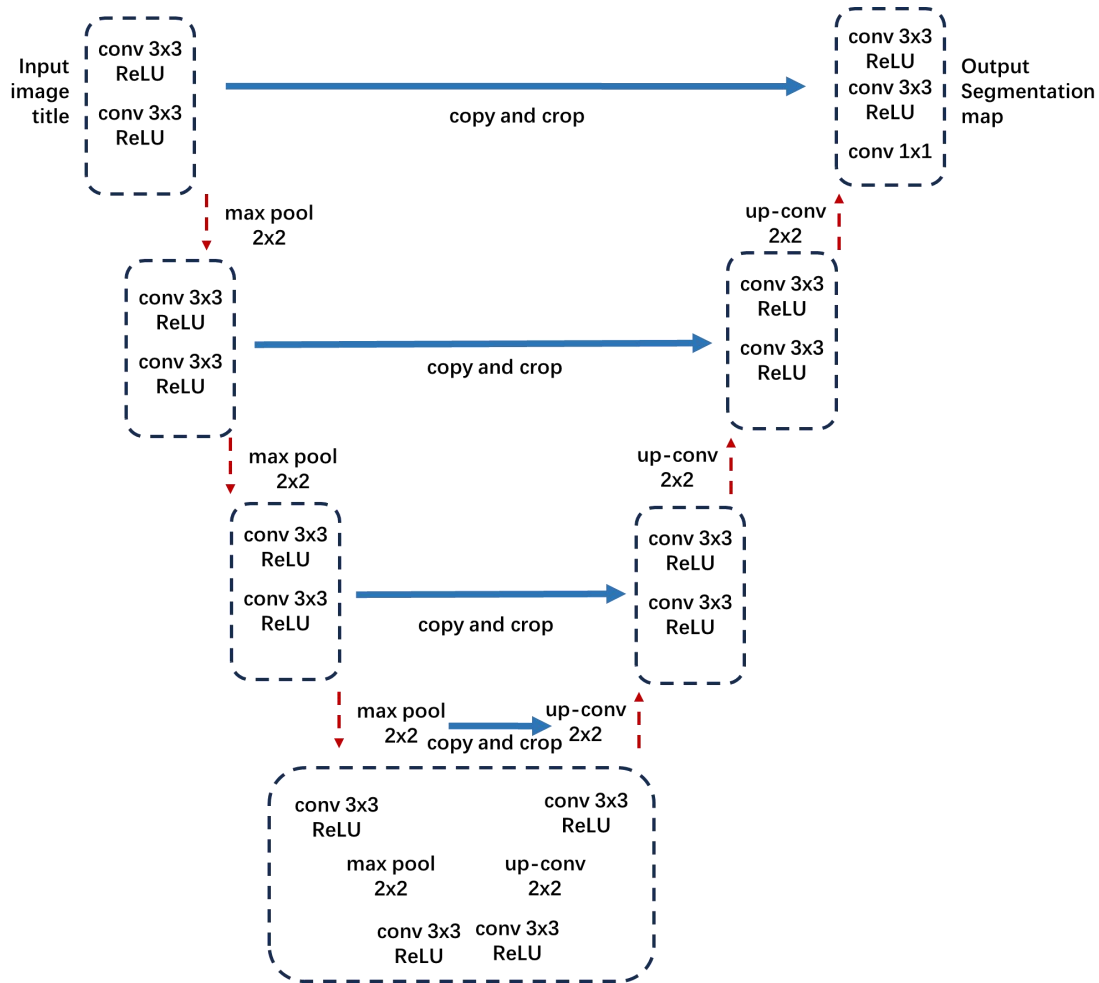 Input
image
title
conv 3x3
ReLU
conv 3x3
ReLU
copy and crop
conv 3x3
ReLU
conv 3x3
ReLU
conv 1x1
Output
Segmentation
map
max pool
2x2
up-conv
2x2
conv 3x3
ReLU
conv 3x3
ReLU
copy and crop
conv 3x3
ReLU
conv 3x3
ReLU
max pool
2x2
up-conv
2x2
conv 3x3
ReLU
conv 3x3
ReLU
copy and crop
conv 3x3
ReLU
conv 3x3
ReLU
max pool
2x2
copy and crop
up-conv
2x2
conv 3x3
ReLU
conv 3x3
ReLU
max pool
2x2
up-conv
2x2
conv 3x3
ReLU
conv 3x3
ReLU